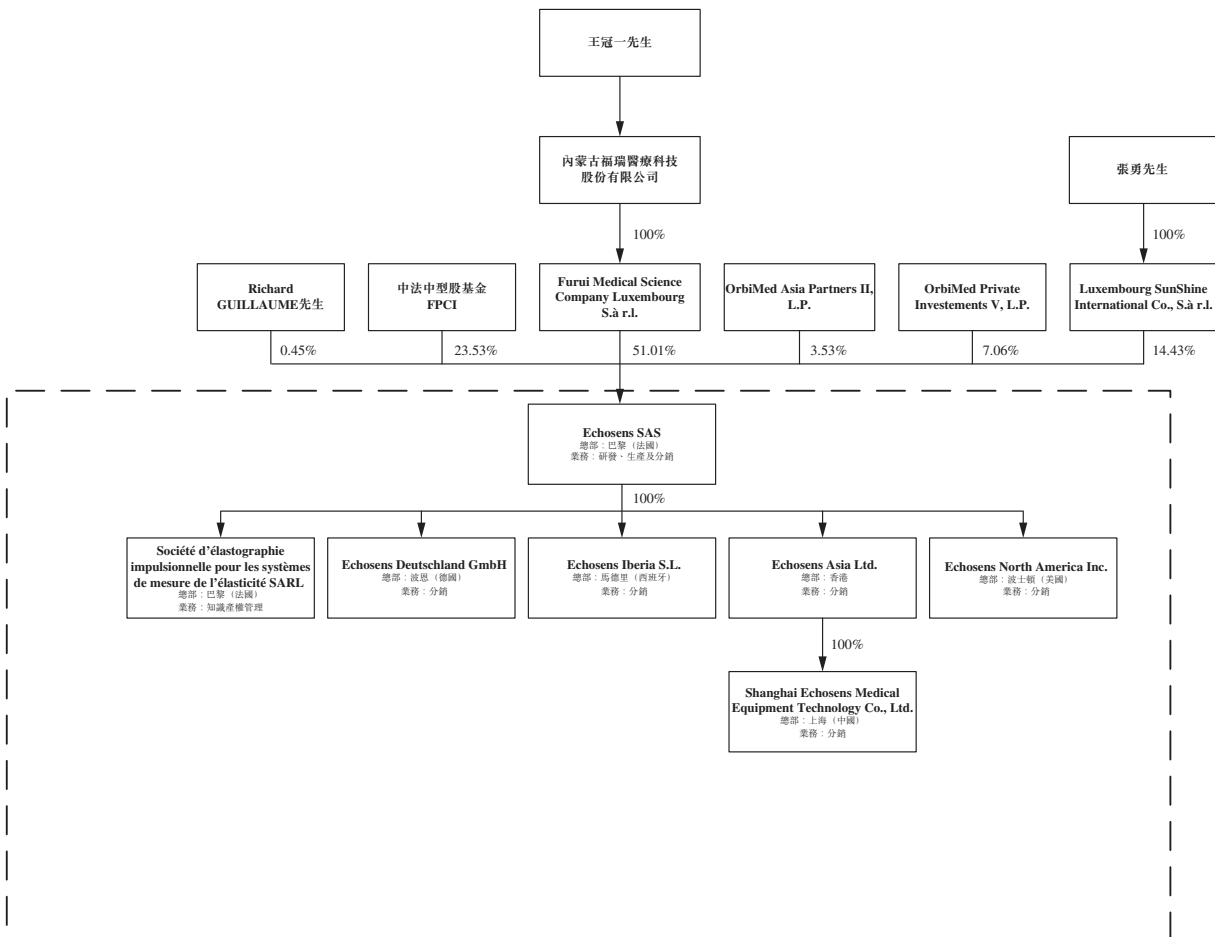 王冠一先生
內蒙古福瑞醫療科技
股份有限公司
張勇先生
100%
100%
Richard
GUILLAUME先生
中法中型股基金
FPCI
Furui Medical Science
Company Luxembourg
S.à r.l.
OrbiMed Asia Partners II,
L.P.
OrbiMed Private
Investements V, L.P.
Luxembourg SunShine
International Co., S.à r.l.
0.45%
23.53%
51.01%
3.53%
7.06%
14.43%
Echosens SAS
總部：巴黎（法國）
業務：研發、生產及分銷
100%
Société d'élastographie
impulsionnelle pour les systèmes
de mesure de l'élasticité SARL
總部：巴黎（法國）
業務：知識產權管理
Echosens Deutschland GmbH
總部：波恩（德國）
業務：分銷
Echosens Iberia S.L.
總部：馬德里（西班牙）
業務：分銷
Echosens Asia Ltd.
總部：香港
業務：分銷
Echosens North America Inc.
總部：波士頓（美國）
業務：分銷
100%
Shanghai Echosens Medical
Equipment Technology Co., Ltd.
總部：上海（中國）
業務：分銷